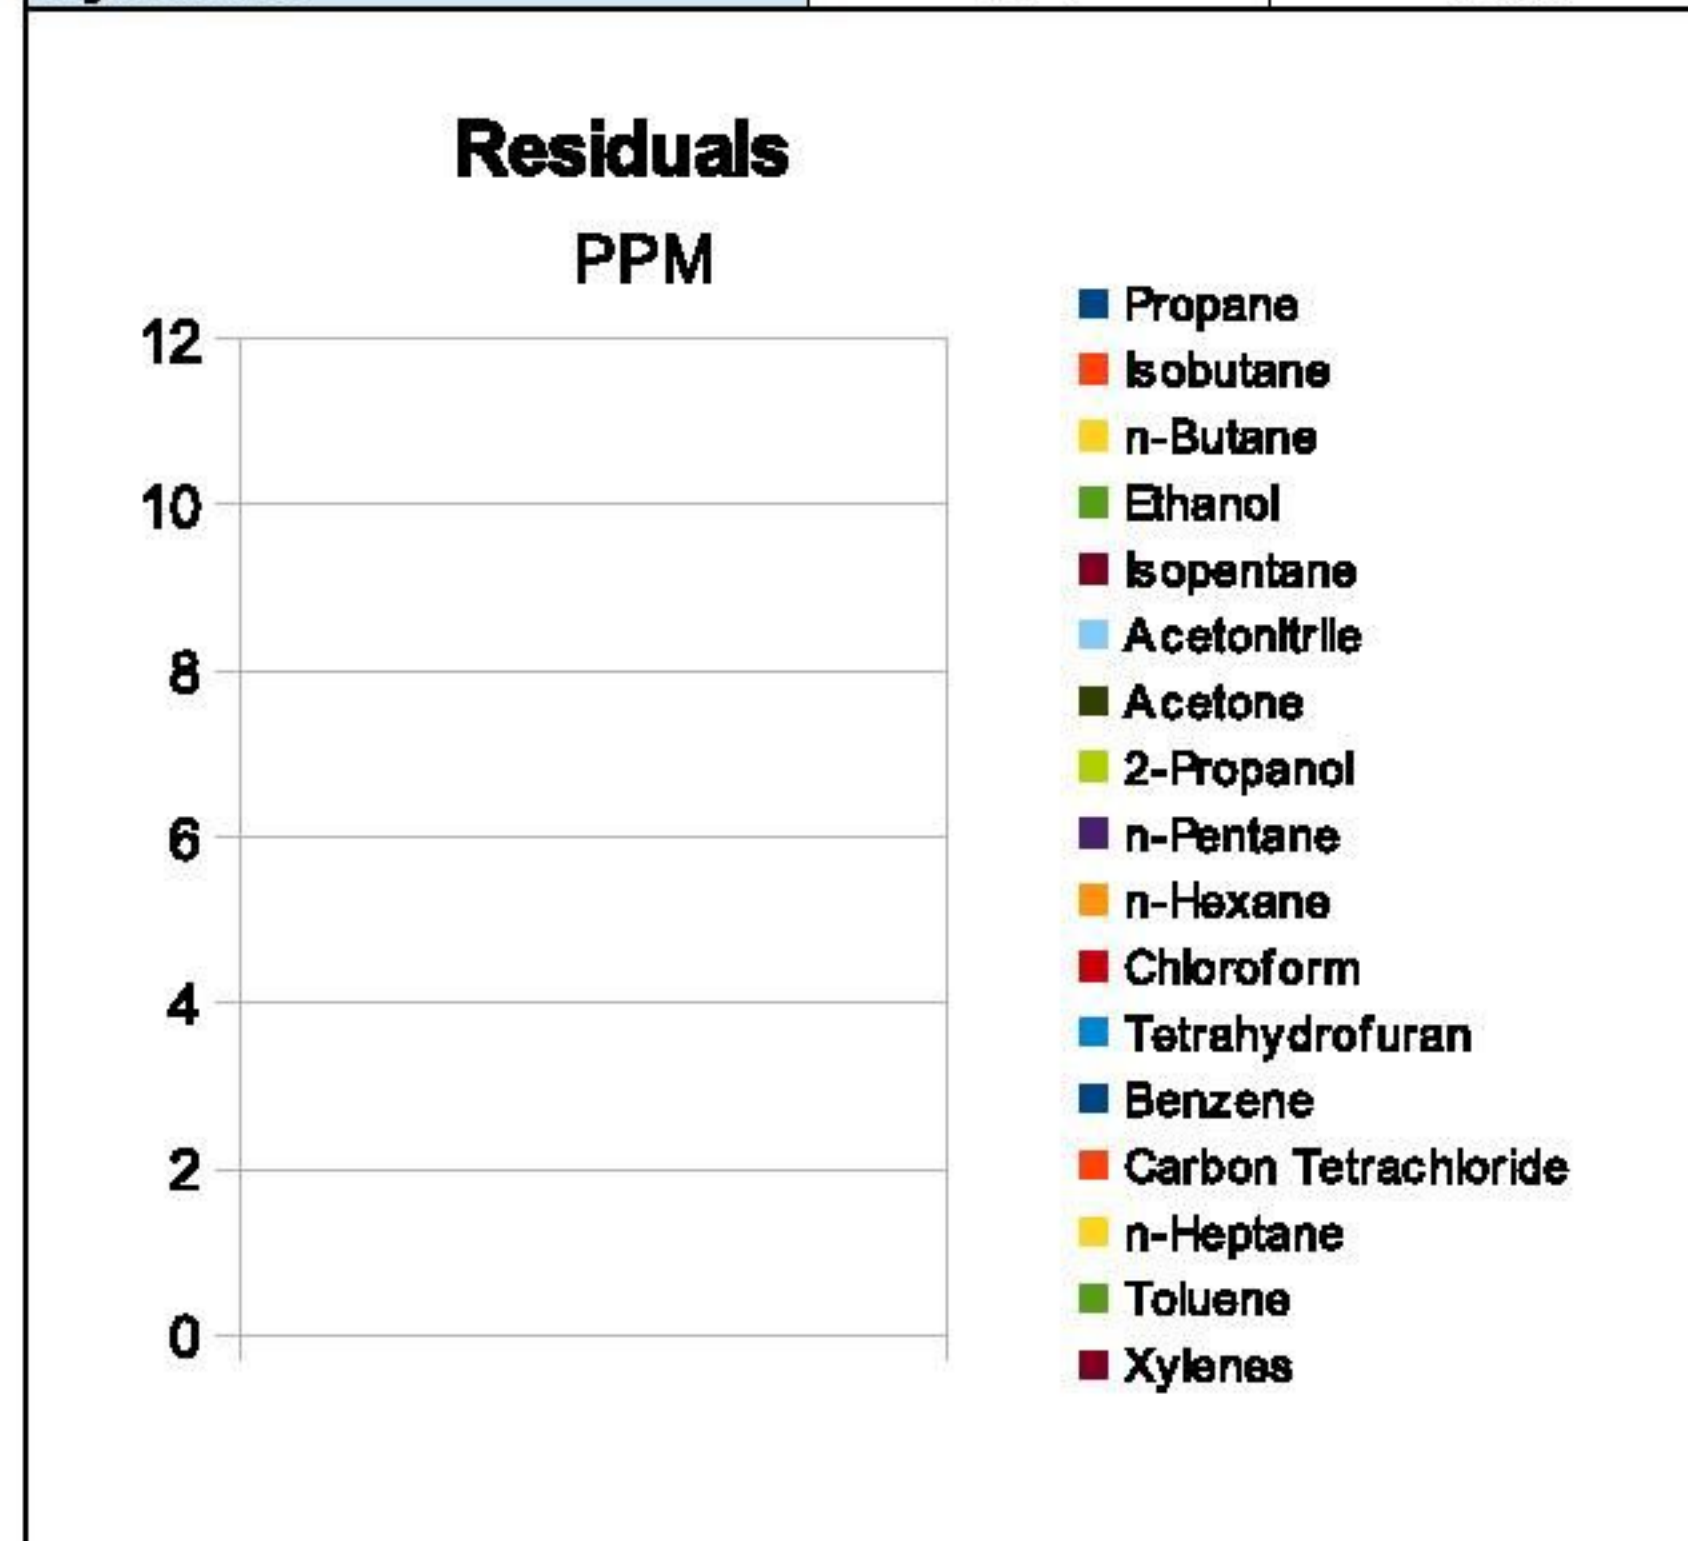 Residuals
PPM
12
10
8
6
4
2
0
Propane
Isobutane
n-Butane
Ethanol
Isopentane
Acetonitrile
Acetone
2-Propanol
n-Pentane
n-Hexane
Chloroform
Tetrahydrofuran
Benzene
Carbon Tetrachloride
n-Heptane
Toluene
Xylenes